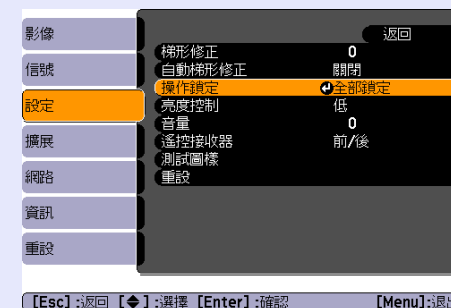 影像
信號
設定
擴展
網路
資訊
重設
返回
梯形修正 0
自動梯形修正 關閉
操作鎖定 全部鎖定
亮度控制 低
音量 0
遙控接收器 前/後
測試圖樣
重設
[Esc] :返回 [◆] :選擇 [Enter] :確認 [Menu]:退出